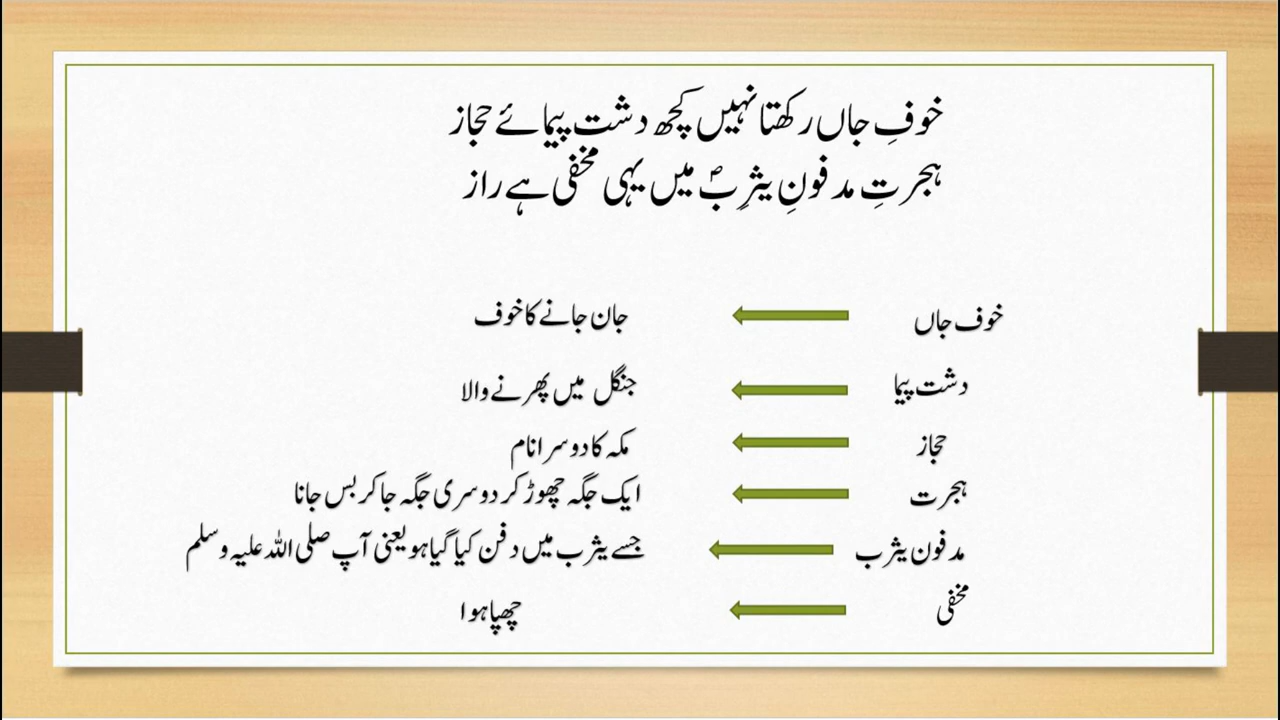 خوفِ جاں رکھتا نہیں کچھ دشت پیمائے حجاز
ہجرتِ مدفونِ یثرِبؐ میں یہی مخفی ہے راز
خوف جاں جان جانے کا خوف
دشت پیما جنگل میں پھرنے والا
حجاز مکہ کا دوسرا نام
ہجرت ایک جگہ چھوڑ کر دوسری جگہ جا کر بس جانا
مدفون یثرب جسے یثرب میں دفن کیا گیا ہو یعنی آپ صلی اللہ علیہ وسلم
مخفی چھپا ہوا